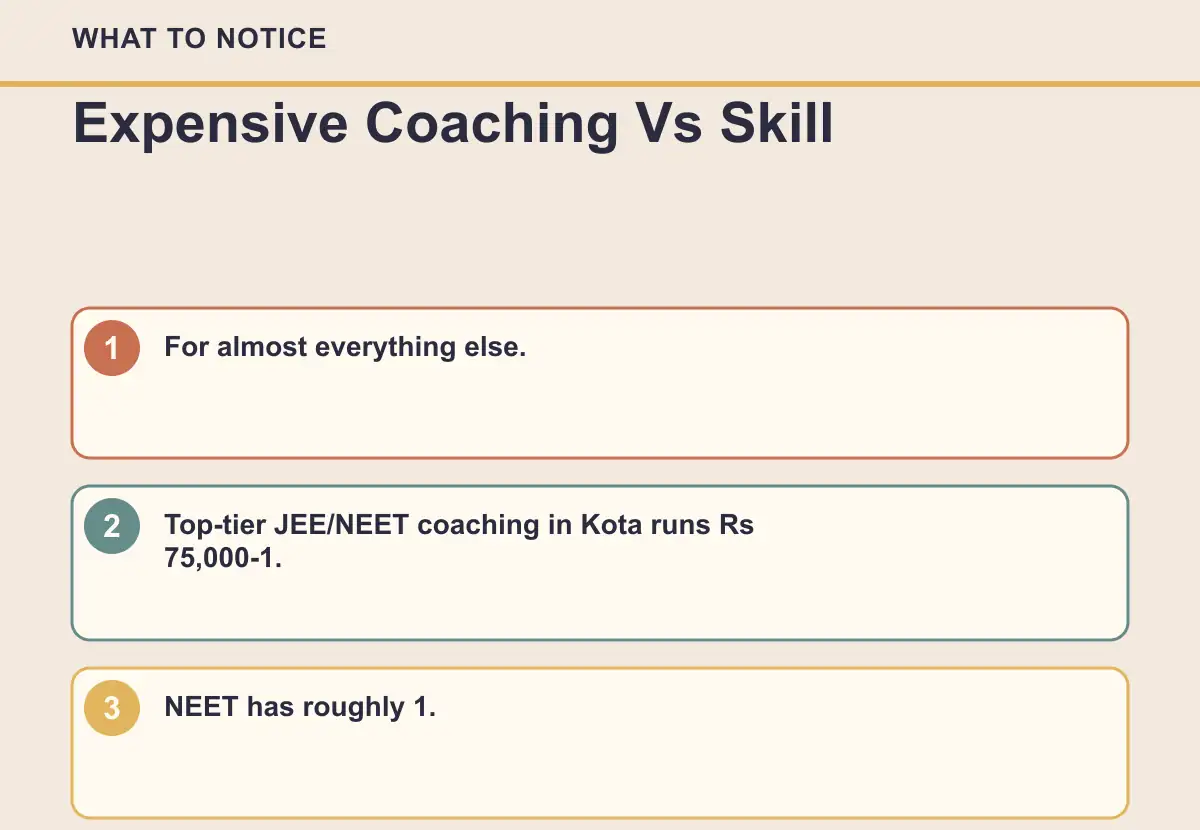 WHAT TO NOTICE
Expensive Coaching Vs Skill
1
For almost everything else.
2
Top-tier JEE/NEET coaching in Kota runs Rs
75,000-1.
3
NEET has roughly 1.